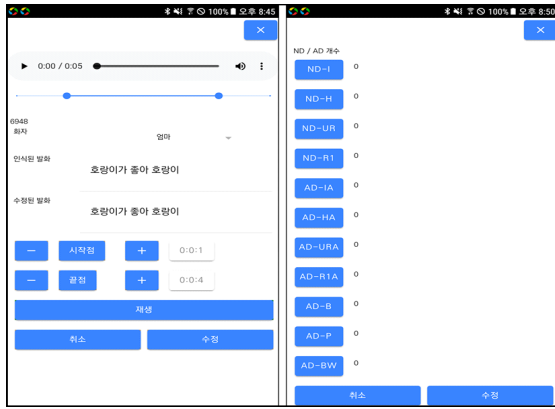 100% 오후 8:45
×
0:00 / 0:05
6948
화자
엄마
인식된 발화
호랑이가 좋아 호랑이
수정된 발화
호랑이가 좋아 호랑이
− 시작점 + 0:0:1
− 끝점 + 0:0:4
재생
취소 수정
100% 오후 8:50
×
ND / AD 개수
ND-I 0
ND-H 0
ND-UR 0
ND-R1 0
AD-IA 0
AD-HA 0
AD-URA 0
AD-R1A 0
AD-B 0
AD-P 0
AD-BW 0
취소 수정